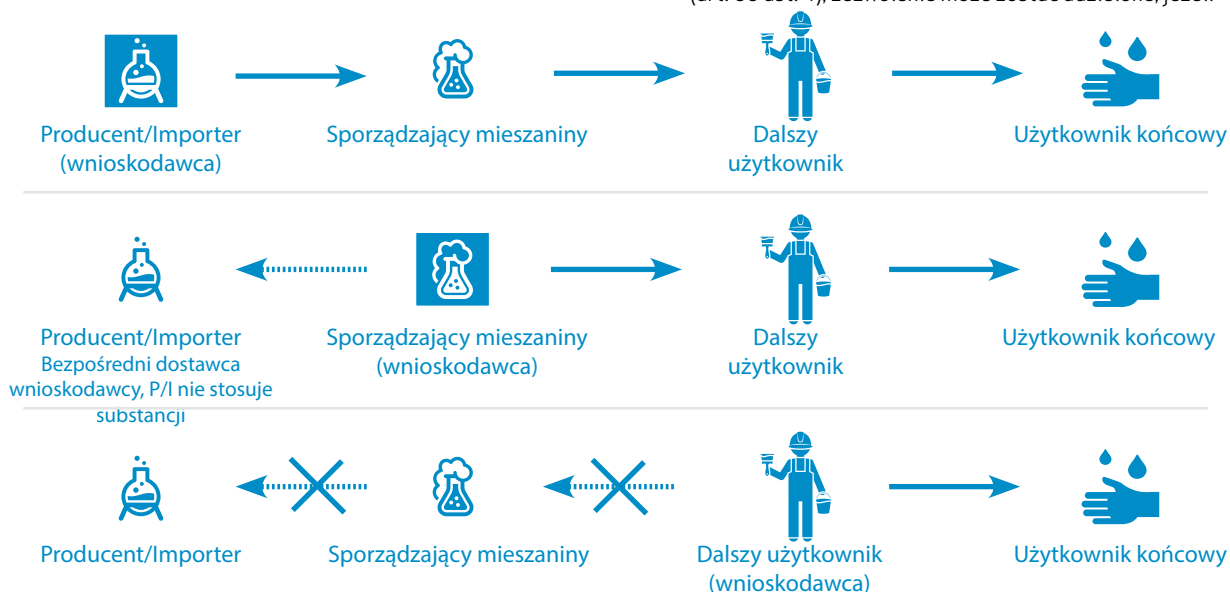 Producent/Importer
(wnioskodawca)
Sporządzający mieszaniny
Dalszy
użytkownik
Użytkownik końcowy
Producent/Importer
Bezpośredni dostawca
wnioskodawcy, P/I nie stosuje
substancji
Sporządzający mieszaniny
(wnioskodawca)
Dalszy
użytkownik
Użytkownik końcowy
Producent/Importer
Sporządzający mieszaniny
Dalszy użytkownik
(wnioskodawca)
Użytkownik końcowy